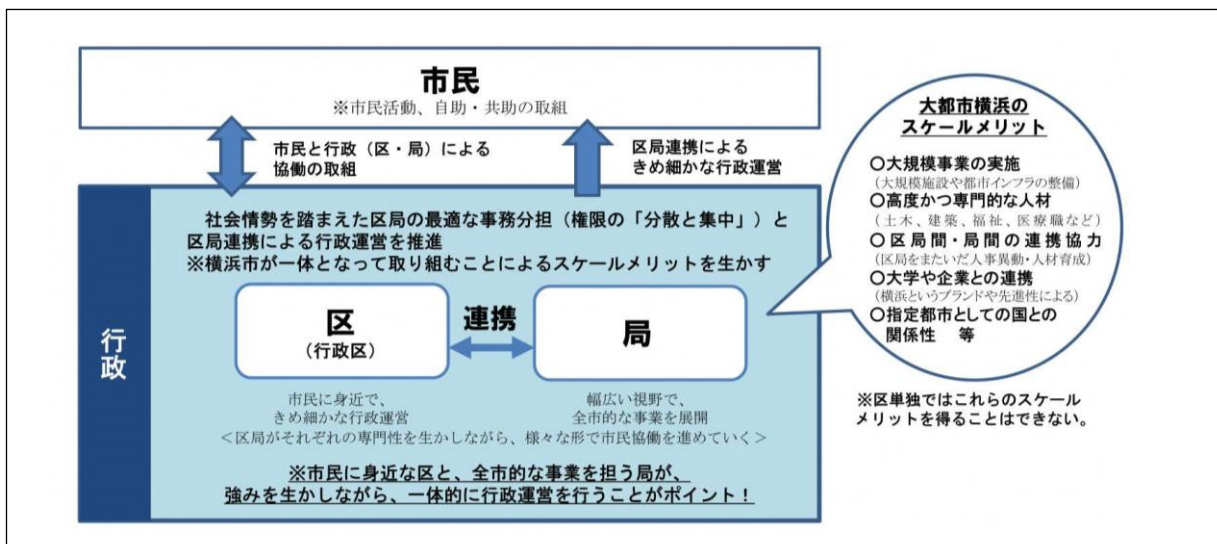 市民
※市民活動、自助・共助の取組
市民と行政（区・局）による
協働の取組
区局連携による
きめ細かな行政運営
行政
社会情勢を踏まえた区局の最適な事務分担（権限の「分散と集中」）と
区局連携による行政運営を推進
※横浜市が一体となって取り組むことによるスケールメリットを生かす
区
（行政区）
連携
局
市民に身近で、
きめ細かな行政運営
幅広い視野で、
全市的な事業を展開
＜区局がそれぞれの専門性を生かしながら、様々な形で市民協働を進めていく＞
※市民に身近な区と、全市的な事業を担う局が、
強みを生かしながら、一体的に行政運営を行うことがポイント！
大都市横浜の
スケールメリット
○大規模事業の実施
（大規模施設や都市インフラの整備）
○高度かつ専門的な人材
（土木、建築、福祉、医療職など）
○区局間・局間の連携協力
（区局をまたいだ人事異動・人材育成）
○大学や企業との連携
（横浜というブランドや先進性による）
○指定都市としての国との
関係性　等
※区単独ではこれらのスケール
メリットを得ることはできない。